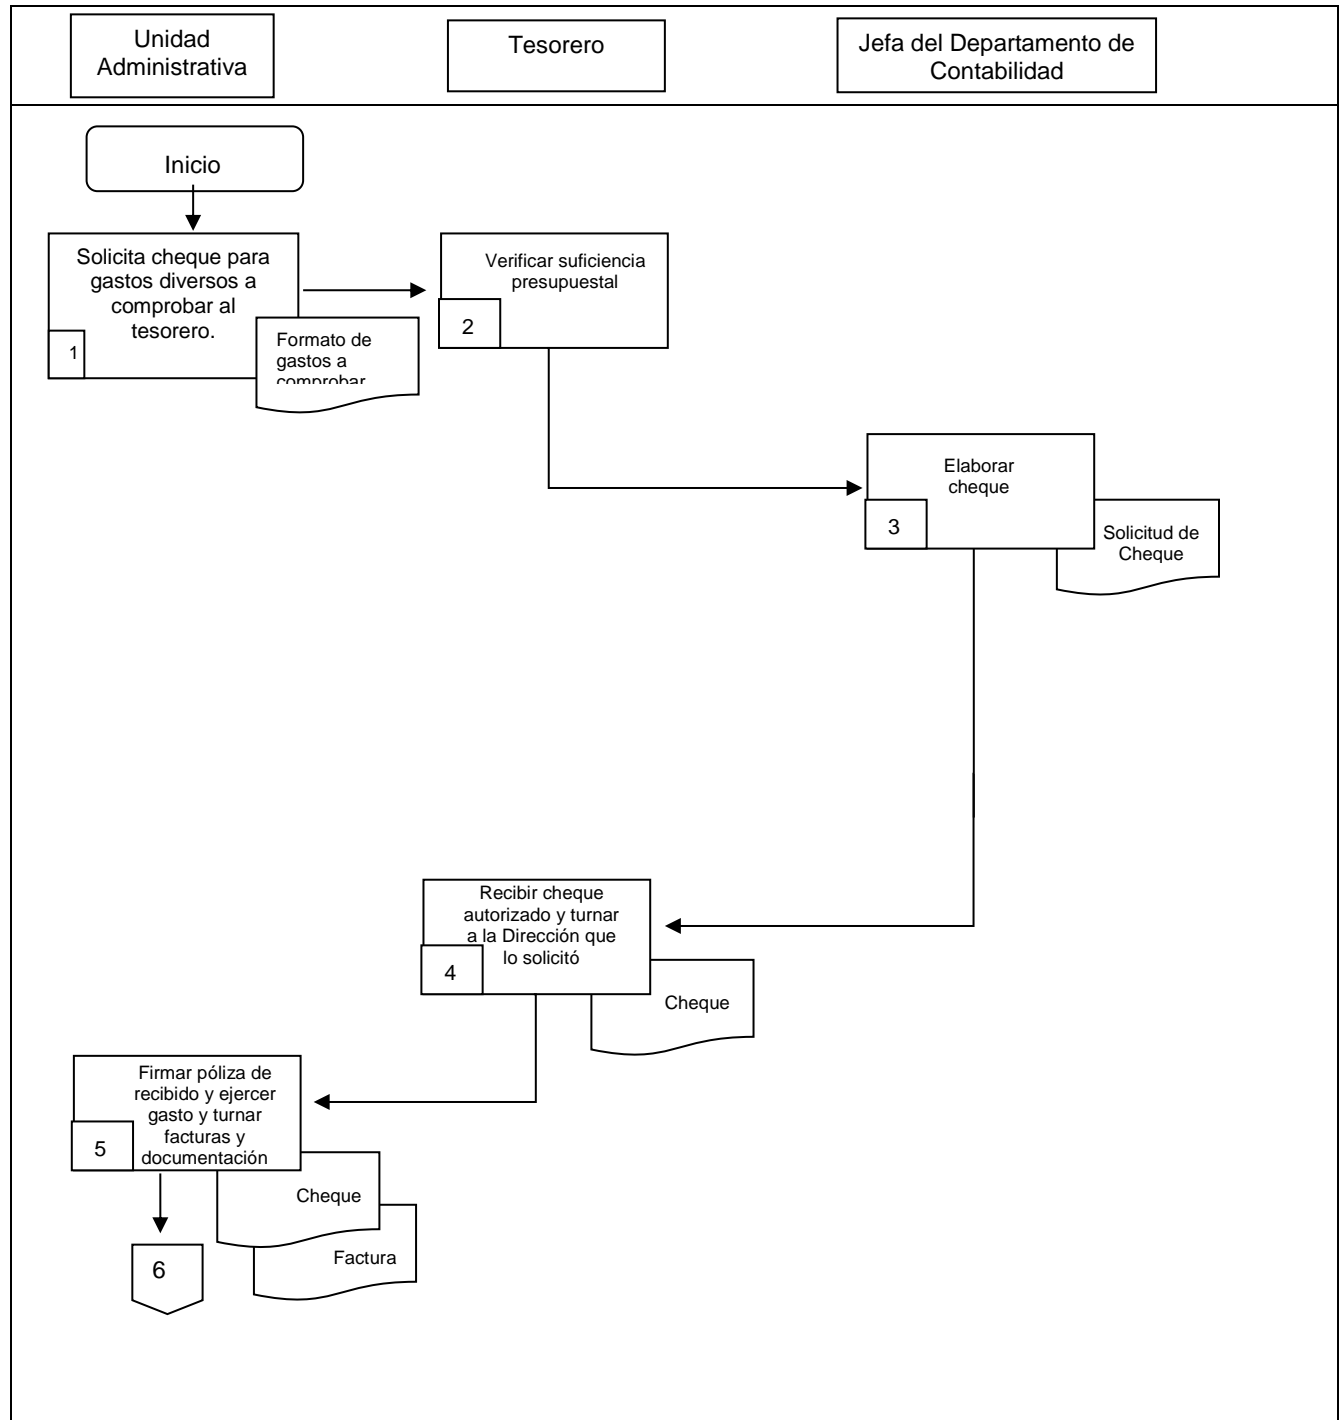 Unidad
Administrativa
Tesorero
Jefa del Departamento de
Contabilidad
Inicio
Solicita cheque para
gastos diversos a
comprobar al
tesorero.
1
Formato de
gastos a
comprobar
Verificar suficiencia
presupuestal
2
Elaborar
cheque
3
Solicitud de
Cheque
Recibir cheque
autorizado y turnar
a la Dirección que
lo solicitó
4
Cheque
Firmar póliza de
recibido y ejercer
gasto y turnar
facturas y
documentación
5
Cheque
Factura
6